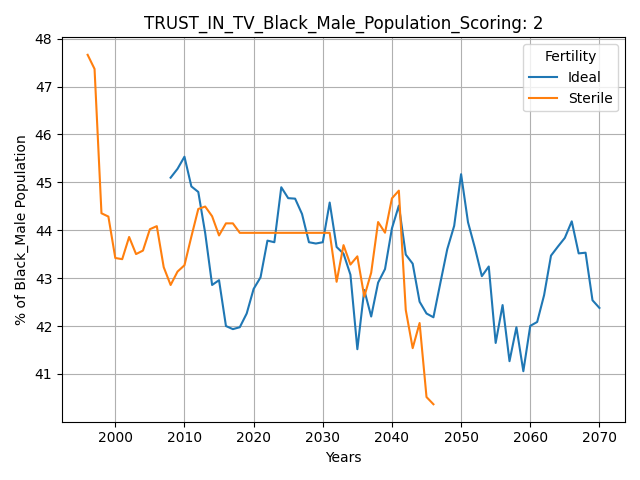 TRUST_IN_TV_Black_Male_Population_Scoring: 2
Fertility
Ideal
Sterile
48
47
46
45
44
43
42
41
% of Black_Male Population
2000
2010
2020
2030
2040
2050
2060
2070
Years